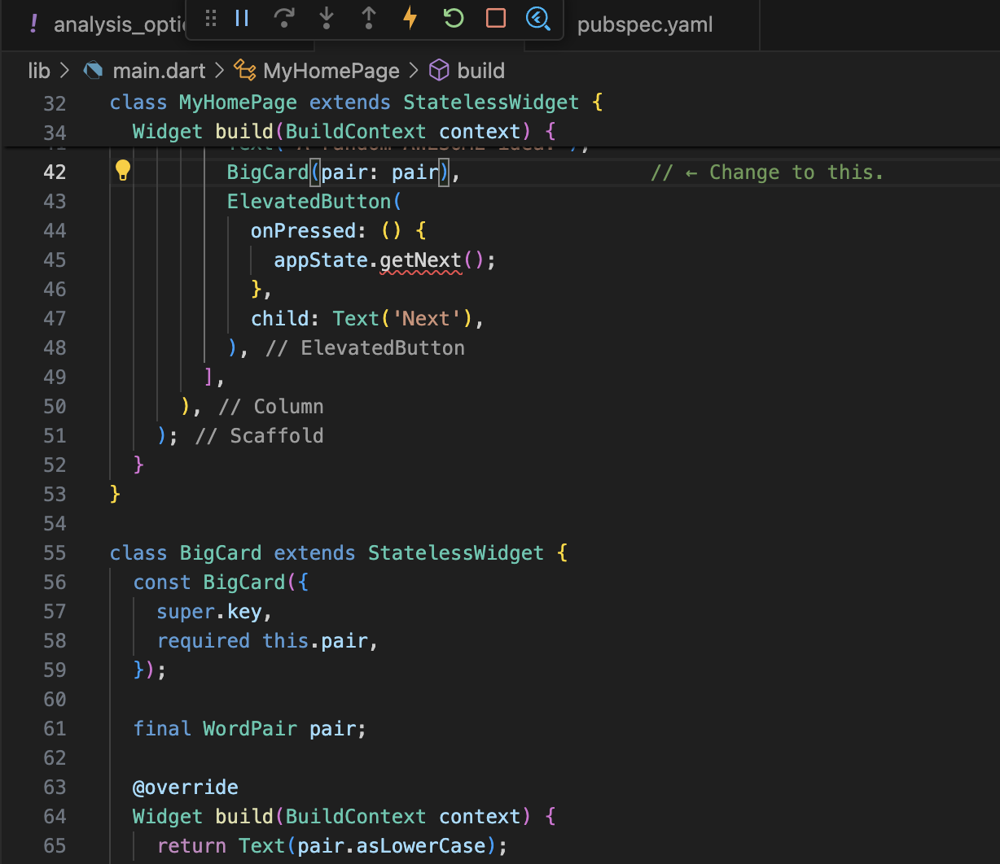 ! analysis_optic pubspec.yaml
lib > main.dart > MyHomePage > build
32 class MyHomePage extends StatelessWidget {
34 Widget build(BuildContext context) {
42 BigCard(pair: pair), // ← Change to this.
43 ElevatedButton(
44 onPressed: () {
45 appState.getNext();
46 },
47 child: Text('Next'),
48 ), // ElevatedButton
49 ],
50 ), // Column
51 ); // Scaffold
52 }
53 }
54
55 class BigCard extends StatelessWidget {
56 const BigCard({
57 super.key,
58 required this.pair,
59 });
60
61 final WordPair pair;
62
63 @override
64 Widget build(BuildContext context) {
65 return Text(pair.asLowerCase);